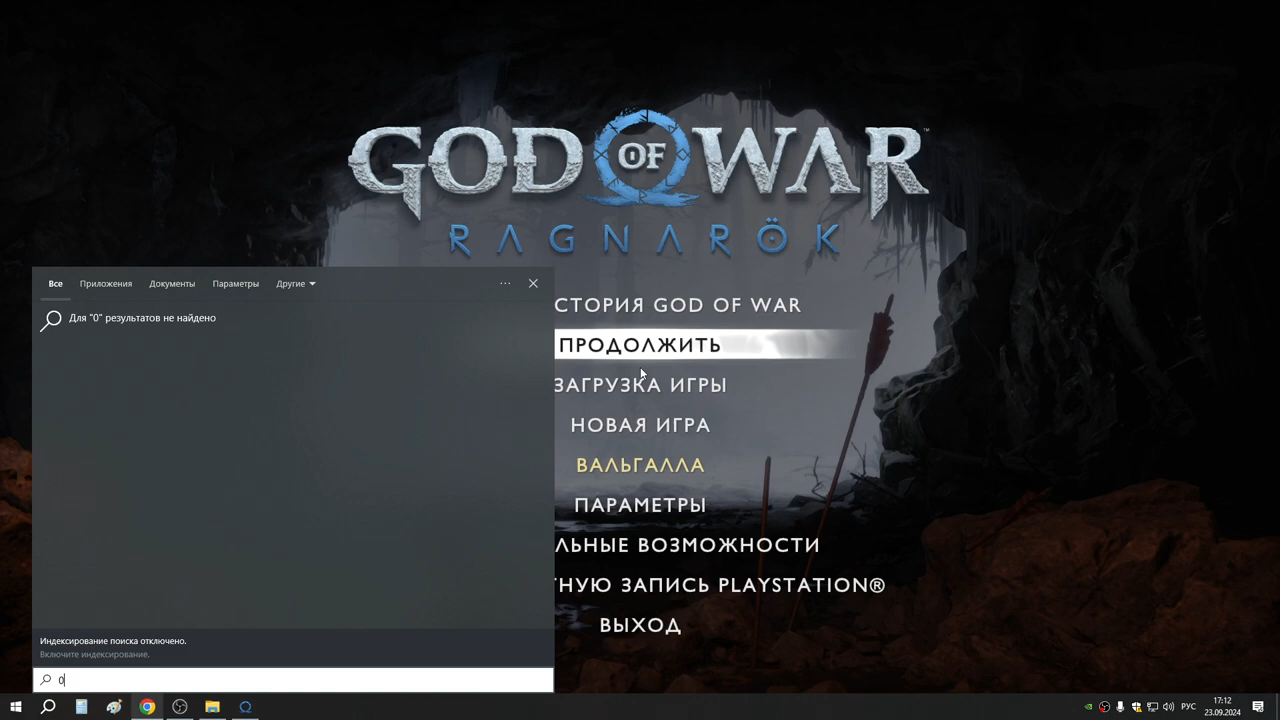 GOD OF WAR™
RAGNARÖK
Все Приложения Документы Параметры Другие
Для "0" результатов не найдено
СТОРИЯ GOD OF WAR
ПРОДОЛЖИТЬ
ЗАГРУЗКА ИГРЫ
НОВАЯ ИГРА
ВАЛЬГАЛЛА
ПАРАМЕТРЫ
ЛЬНЫЕ ВОЗМОЖНОСТИ
ТНУЮ ЗАПИСЬ PLAYSTATION®
ВЫХОД
Индексирование поиска отключено.
Включите индексирование.
0
РУС
17:12
23.09.2024